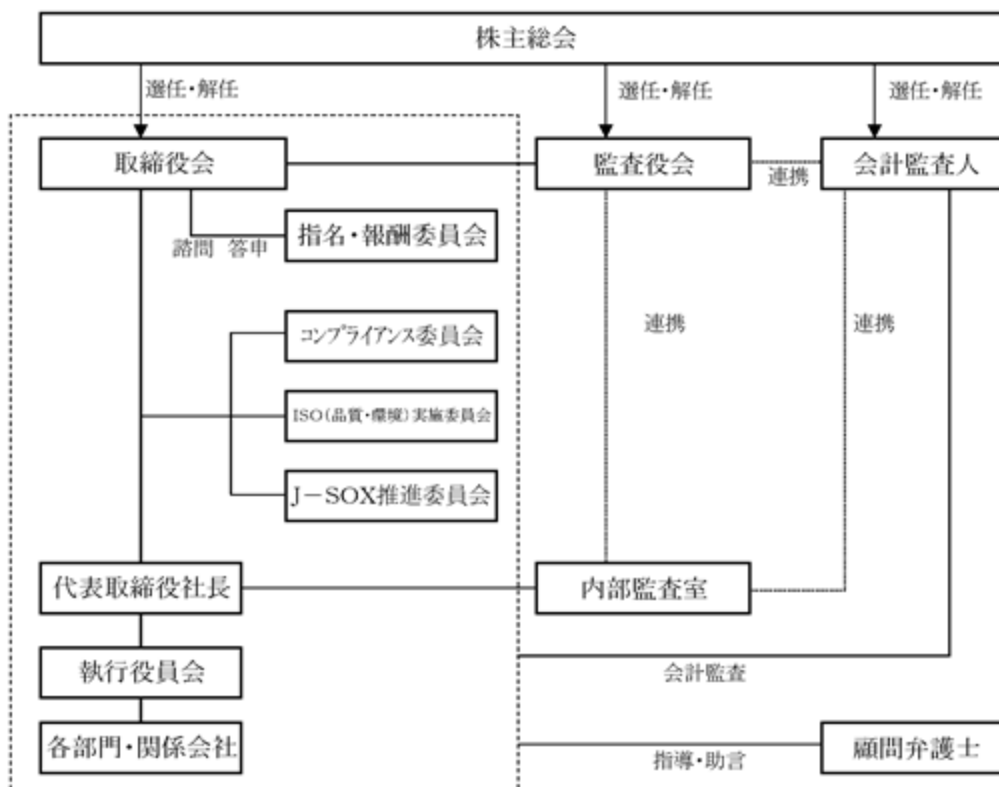 株主総会
選任・解任
選任・解任
選任・解任
取締役会
監査役会
連携
会計監査人
諮問 答申
指名・報酬委員会
コンプライアンス委員会
連携
連携
ISO(品質・環境)実施委員会
J－SOX推進委員会
代表取締役社長
内部監査室
執行役員会
会計監査
各部門・関係会社
指導・助言
顧問弁護士